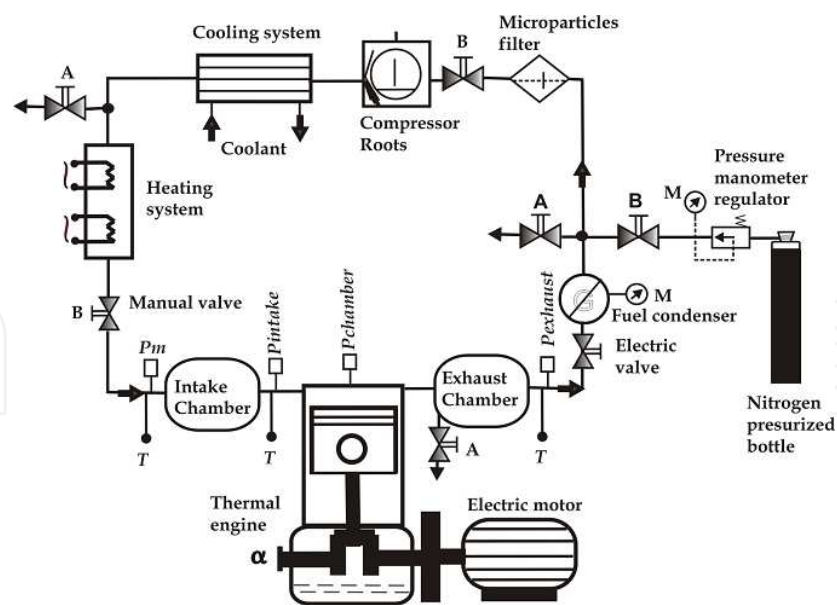 Microparticles
filter
Cooling system
B
A
Compressor
Roots
Coolant
Pressure
manometer
regulator
M
Heating
system
A
B
B
Manual valve
Pm
Pintake
Pchamber
Pexhaust
G
M
Fuel condenser
Electric
valve
Intake
Chamber
Exhaust
Chamber
Nitrogen
presurized
bottle
T
T
A
T
Thermal
engine
Electric motor
α